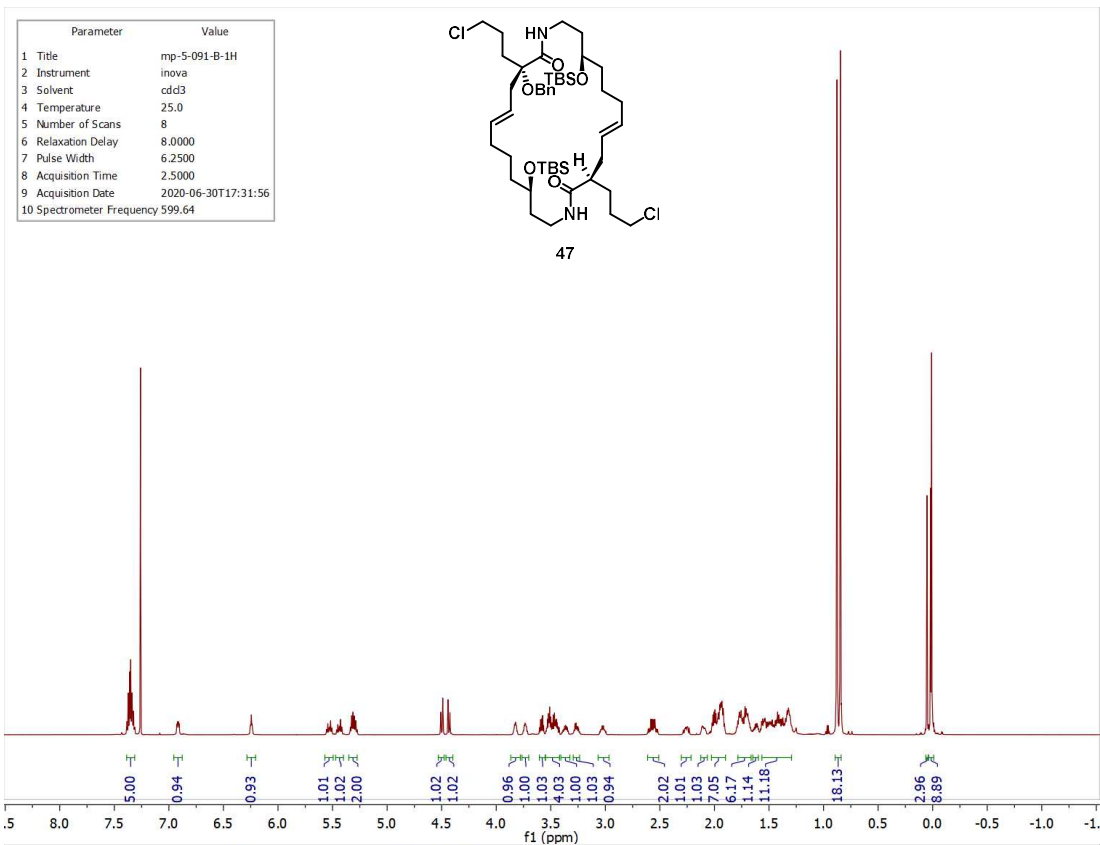 Parameter Value
1 Title mp-5-091-B-1H
2 Instrument inova
3 Solvent cdcl3
4 Temperature 25.0
5 Number of Scans 8
6 Relaxation Delay 8.0000
7 Pulse Width 6.2500
8 Acquisition Time 2.5000
9 Acquisition Date 2020-06-30T17:31:56
10 Spectrometer Frequency 599.64
Cl
HN
O
TBSO
OBn
OTBS
H
O
NH
Cl
47
5.00
0.94
0.93
1.01
1.02
2.00
1.02
1.02
0.96
1.00
1.03
4.03
1.00
1.03
0.94
2.02
1.01
1.03
7.05
6.17
1.14
11.18
18.13
2.96
8.89
.5 7.5 7.0 6.5 6.0 5.5 5.0 4.5 4.0 3.5 3.0 2.5 2.0 1.5 1.0 0.5 0.0 -0.5 -1.0 -1.
f1 (ppm)